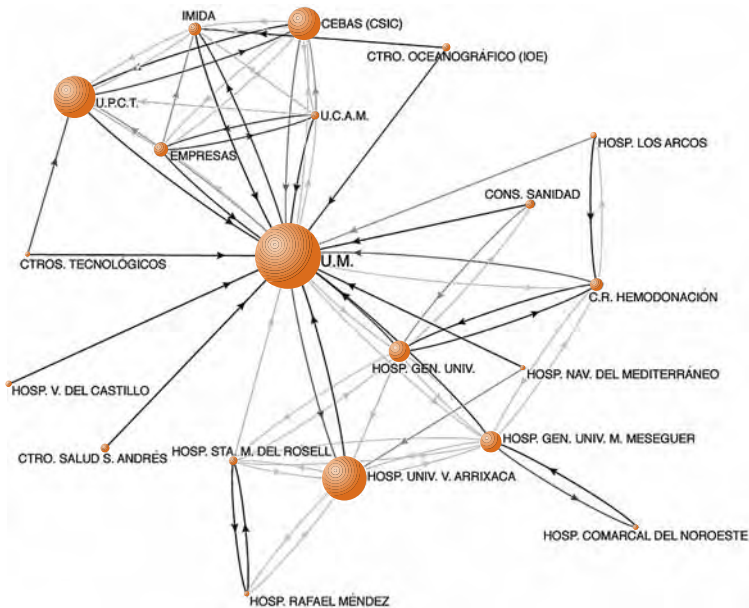 IMIDA
CEBAS (CSIC)
CTRO. OCEANOGRÁFICO (IOE)
U.P.C.T.
U.C.A.M.
EMPRESAS
HOSP. LOS ARCOS
CONS. SANIDAD
CTROS. TECNOLÓGICOS
U.M.
C.R. HEMODONACIÓN
HOSP. GEN. UNIV.
HOSP. NAV. DEL MEDITERRÁNEO
HOSP. V. DEL CASTILLO
HOSP. GEN. UNIV. M. MESEGUER
HOSP. STA. M. DEL ROSELL.
CTRO. SALUD S. ANDRÉS
HOSP. UNIV. V. ARRIXACA
HOSP. COMARCAL DEL NOROESTE
HOSP. RAFAEL MÉNDEZ